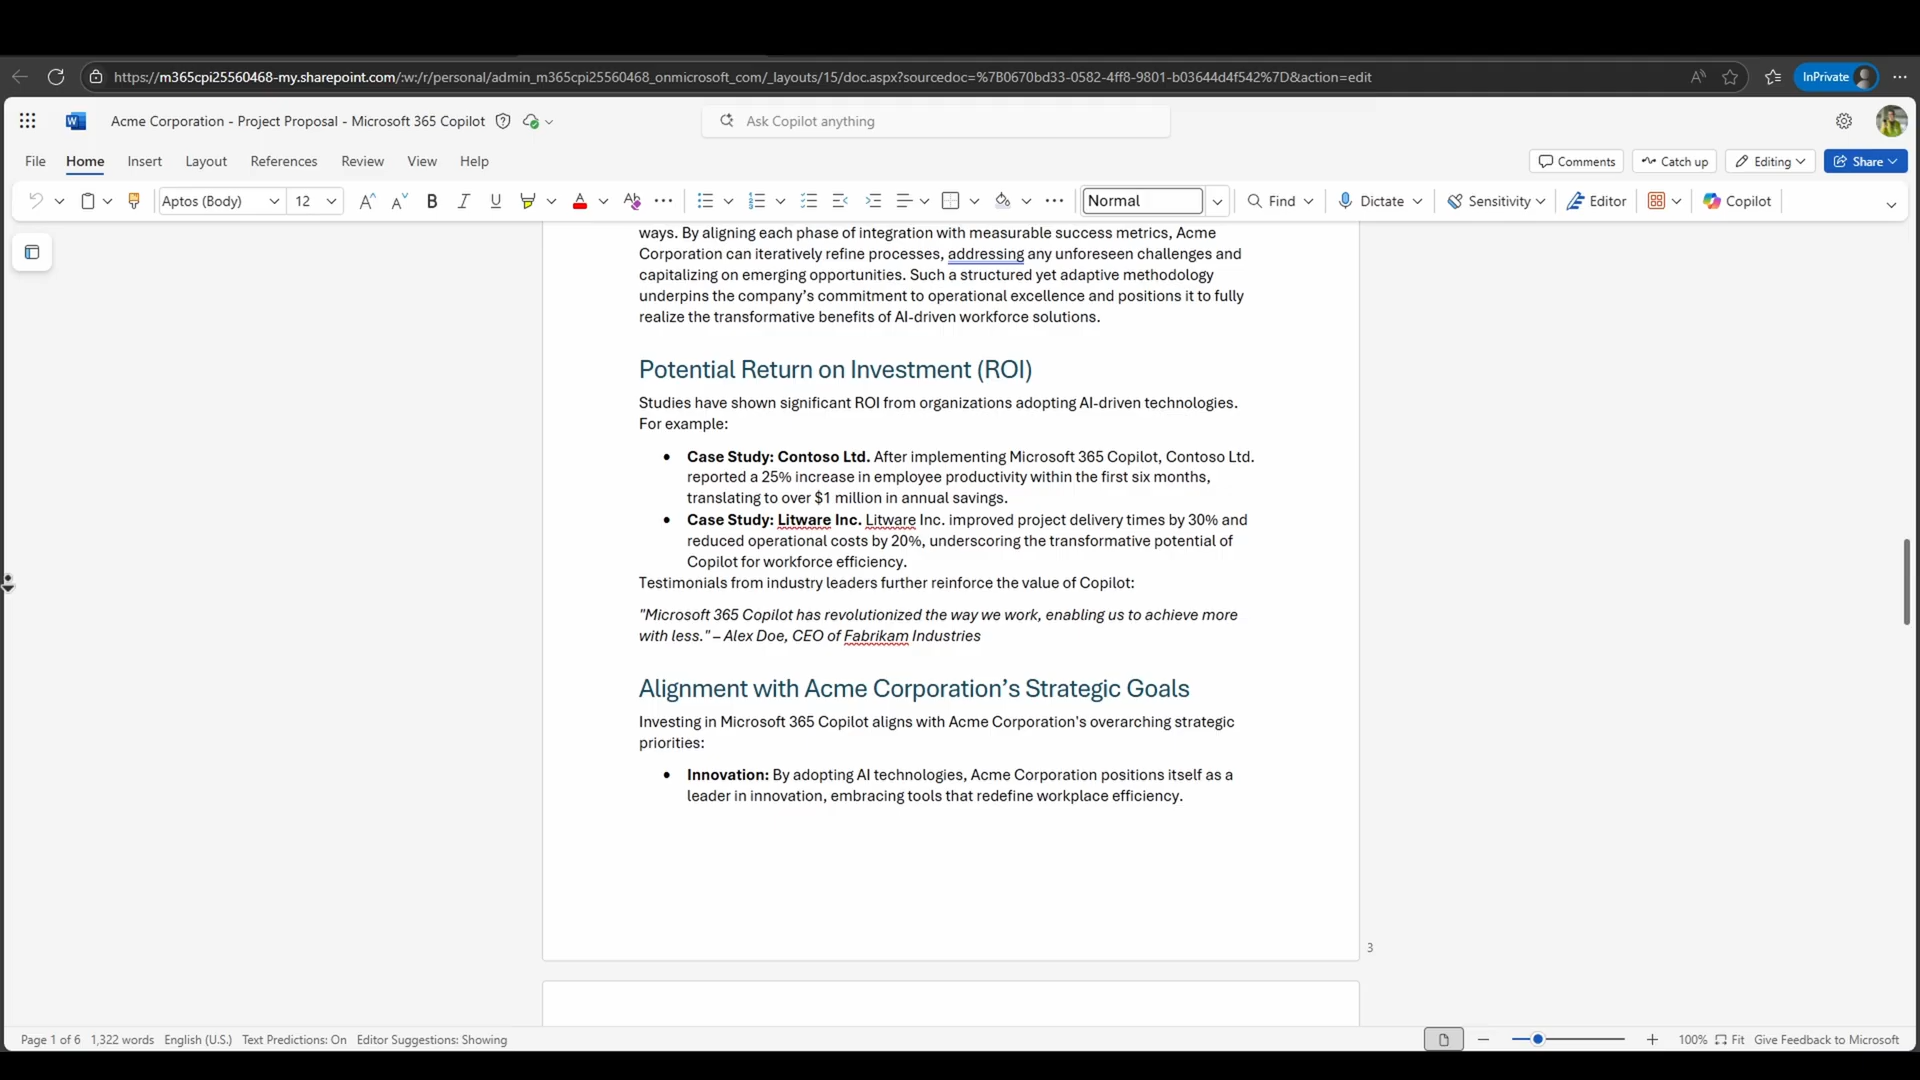 https://m365cpi25560468-my.sharepoint.com/:w:/r/personal/admin_m365cpi25560468_onmicrosoft_com/_layouts/15/doc.aspx?sourcedoc=%7B0670bd33-0582-4ff8-9801-b03644d4f542%7D&action=edit
InPrivate
Acme Corporation - Project Proposal - Microsoft 365 Copilot
Ask Copilot anything
File Home Insert Layout References Review View Help
Comments Catch up Editing Share
Aptos (Body) 12 Normal Find Dictate Sensitivity Editor Copilot
ways. By aligning each phase of integration with measurable success metrics, Acme
Corporation can iteratively refine processes, addressing any unforeseen challenges and
capitalizing on emerging opportunities. Such a structured yet adaptive methodology
underpins the company’s commitment to operational excellence and positions it to fully
realize the transformative benefits of AI-driven workforce solutions.
Potential Return on Investment (ROI)
Studies have shown significant ROI from organizations adopting AI-driven technologies.
For example:
• Case Study: Contoso Ltd. After implementing Microsoft 365 Copilot, Contoso Ltd.
reported a 25% increase in employee productivity within the first six months,
translating to over $1 million in annual savings.
• Case Study: Litware Inc. Litware Inc. improved project delivery times by 30% and
reduced operational costs by 20%, underscoring the transformative potential of
Copilot for workforce efficiency.
Testimonials from industry leaders further reinforce the value of Copilot:
"Microsoft 365 Copilot has revolutionized the way we work, enabling us to achieve more
with less." – Alex Doe, CEO of Fabrikam Industries
Alignment with Acme Corporation’s Strategic Goals
Investing in Microsoft 365 Copilot aligns with Acme Corporation's overarching strategic
priorities:
• Innovation: By adopting AI technologies, Acme Corporation positions itself as a
leader in innovation, embracing tools that redefine workplace efficiency.
3
Page 1 of 6 1,322 words English (U.S.) Text Predictions: On Editor Suggestions: Showing
100% Fit Give Feedback to Microsoft